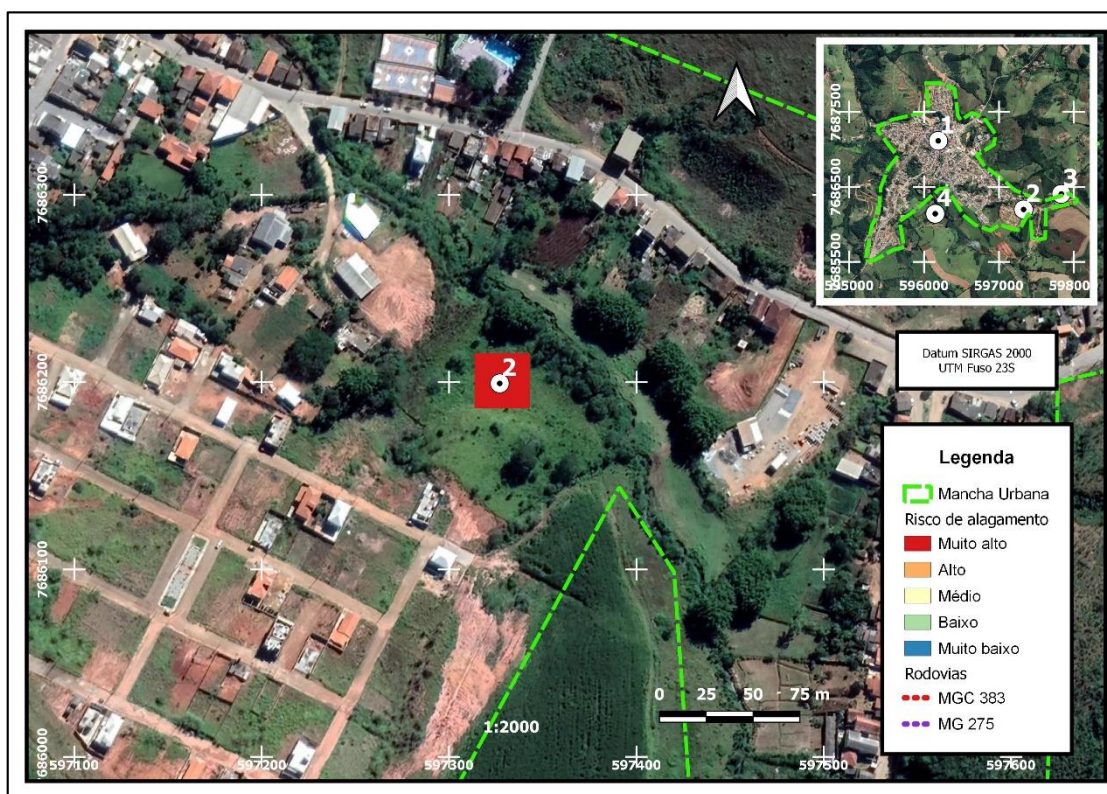 7687500
7686500
7685500
595000 596000 597000 598000
1
2
3
4
7686300
7686200
7686100
7686000
2
Datum SIRGAS 2000
UTM Fuso 23S
Legenda
Mancha Urbana
Risco de alagamento
Muito alto
Alto
Médio
Baixo
Muito baixo
Rodovias
MGC 383
MG 275
0 25 50 75 m
1:2000
597100 597200 597300 597400 597500 597600